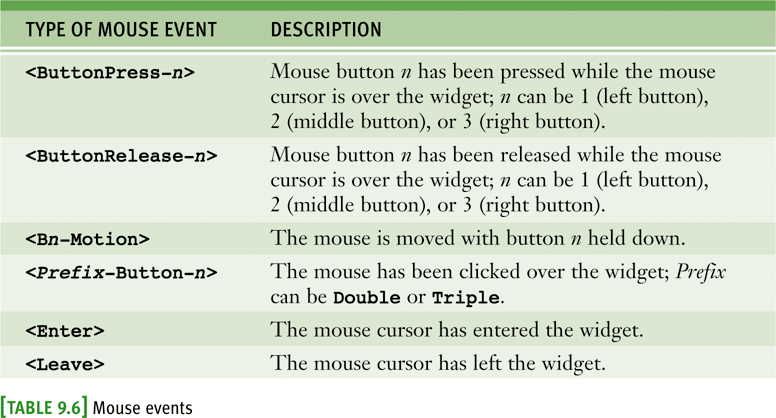 TYPE OF MOUSE EVENT DESCRIPTION
<ButtonPress-n> Mouse button n has been pressed while the mouse
cursor is over the widget; n can be 1 (left button),
2 (middle button), or 3 (right button).
<ButtonRelease-n> Mouse button n has been released while the mouse
cursor is over the widget; n can be 1 (left button),
2 (middle button), or 3 (right button).
<Bn-Motion> The mouse is moved with button n held down.
<Prefix-Button-n> The mouse has been clicked over the widget; Prefix
can be Double or Triple.
<Enter> The mouse cursor has entered the widget.
<Leave> The mouse cursor has left the widget.
[TABLE 9.6] Mouse events